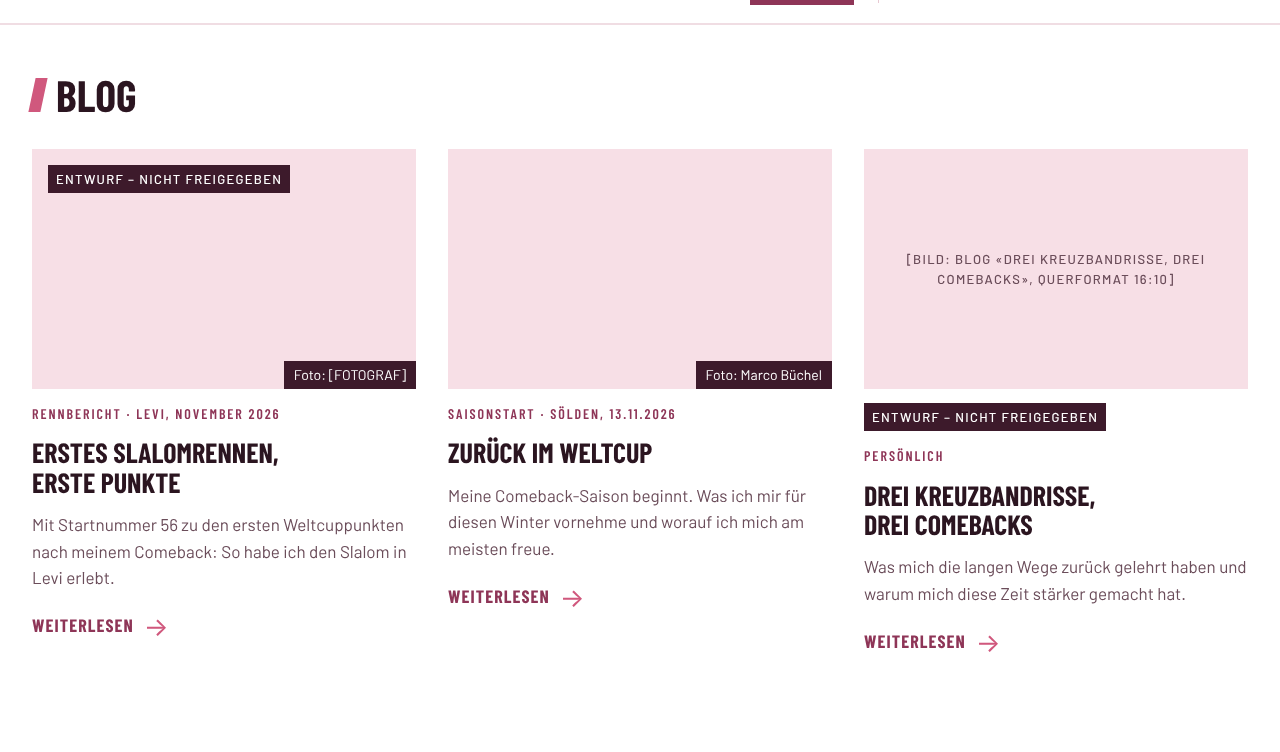 BLOG
ENTWURF – NICHT FREIGEGEBEN
Foto: [FOTOGRAF]
RENNBERICHT · LEVI, NOVEMBER 2026
ERSTES SLALOMRENNEN,
ERSTE PUNKTE
Mit Startnummer 56 zu den ersten Weltcuppunkten
nach meinem Comeback: So habe ich den Slalom in
Levi erlebt.
WEITERLESEN
Foto: Marco Büchel
SAISONSTART · SÖLDEN, 13.11.2026
ZURÜCK IM WELTCUP
Meine Comeback-Saison beginnt. Was ich mir für
diesen Winter vornehme und worauf ich mich am
meisten freue.
WEITERLESEN
[BILD: BLOG «DREI KREUZBANDRISSE, DREI
COMEBACKS», QUERFORMAT 16:10]
ENTWURF – NICHT FREIGEGEBEN
PERSÖNLICH
DREI KREUZBANDRISSE,
DREI COMEBACKS
Was mich die langen Wege zurück gelehrt haben und
warum mich diese Zeit stärker gemacht hat.
WEITERLESEN